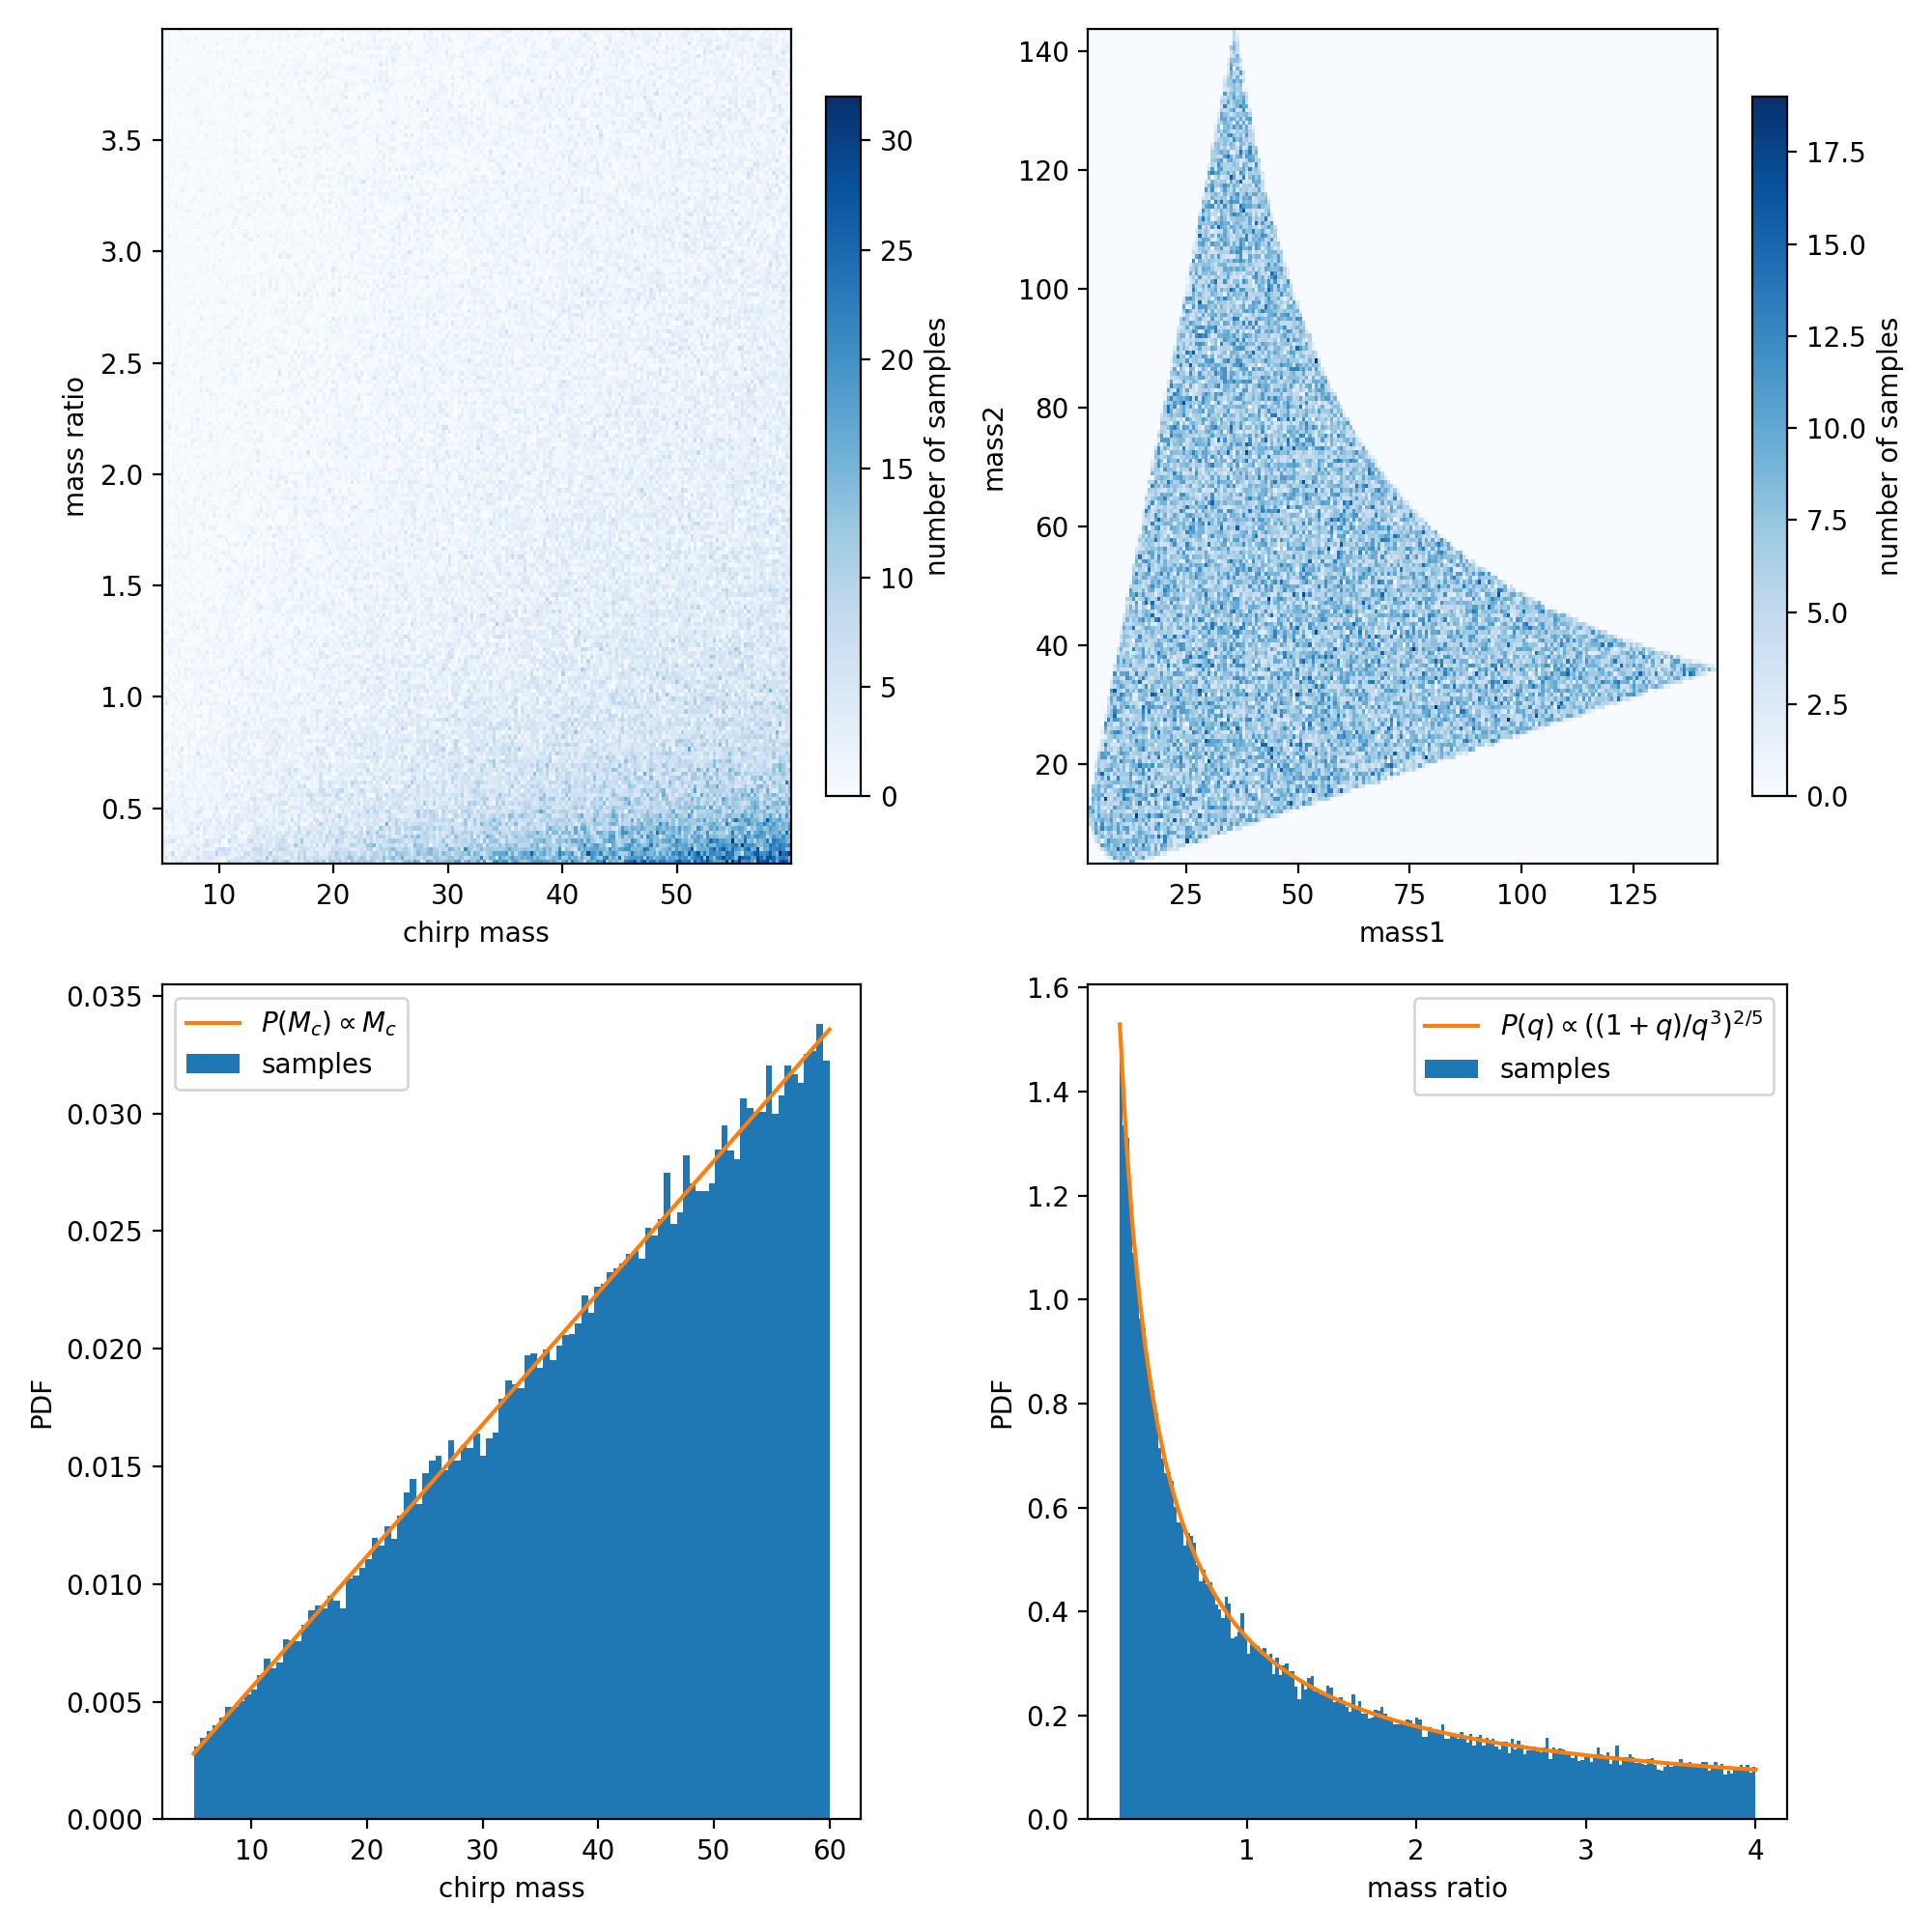 3.5
3.0
2.5
2.0
1.5
1.0
0.5
mass ratio
10 20 30 40 50
chirp mass
30
25
20
15
10
5
0
number of samples
140
120
100
80
60
40
20
mass2
25 50 75 100 125
mass1
17.5
15.0
12.5
10.0
7.5
5.0
2.5
0.0
number of samples
0.035
0.030
0.025
0.020
0.015
0.010
0.005
0.000
PDF
P(M_c) ∝ M_c
samples
10 20 30 40 50 60
chirp mass
1.6
1.4
1.2
1.0
0.8
0.6
0.4
0.2
0.0
PDF
P(q) ∝ ((1 + q)/q³)^{2/5}
samples
1 2 3 4
mass ratio